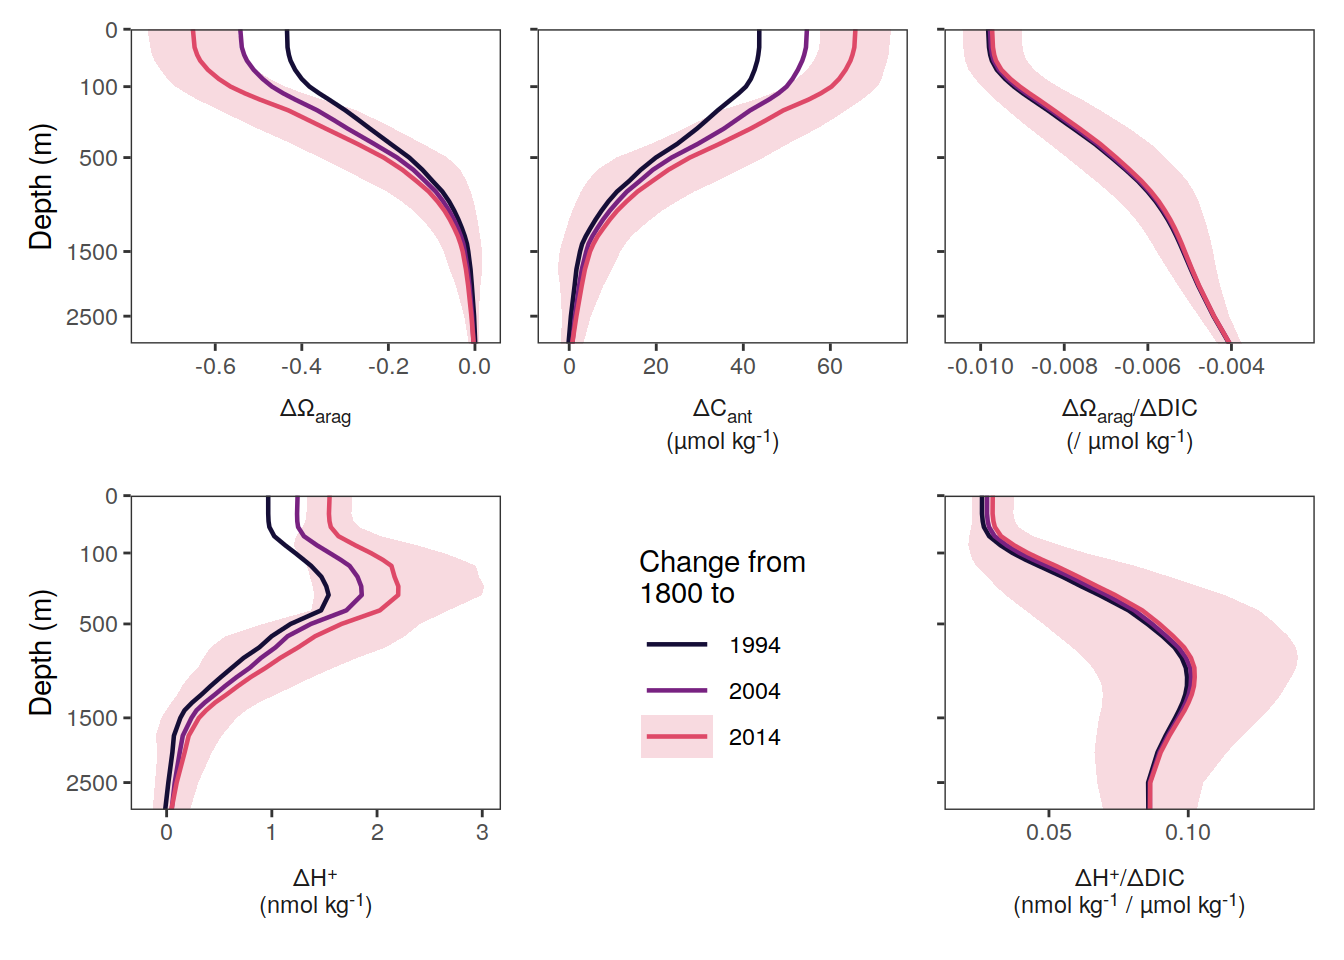 Depth (m)
0
100
500
1500
2500
-0.6 -0.4 -0.2 0.0
ΔΩarag
0 20 40 60
ΔCant
(μmol kg-1)
-0.010 -0.008 -0.006 -0.004
ΔΩarag/ΔDIC
(/ μmol kg-1)
Depth (m)
0
100
500
1500
2500
0 1 2 3
ΔH+
(nmol kg-1)
Change from
1800 to
1994
2004
2014
0.05 0.10
ΔH+/ΔDIC
(nmol kg-1 / μmol kg-1)